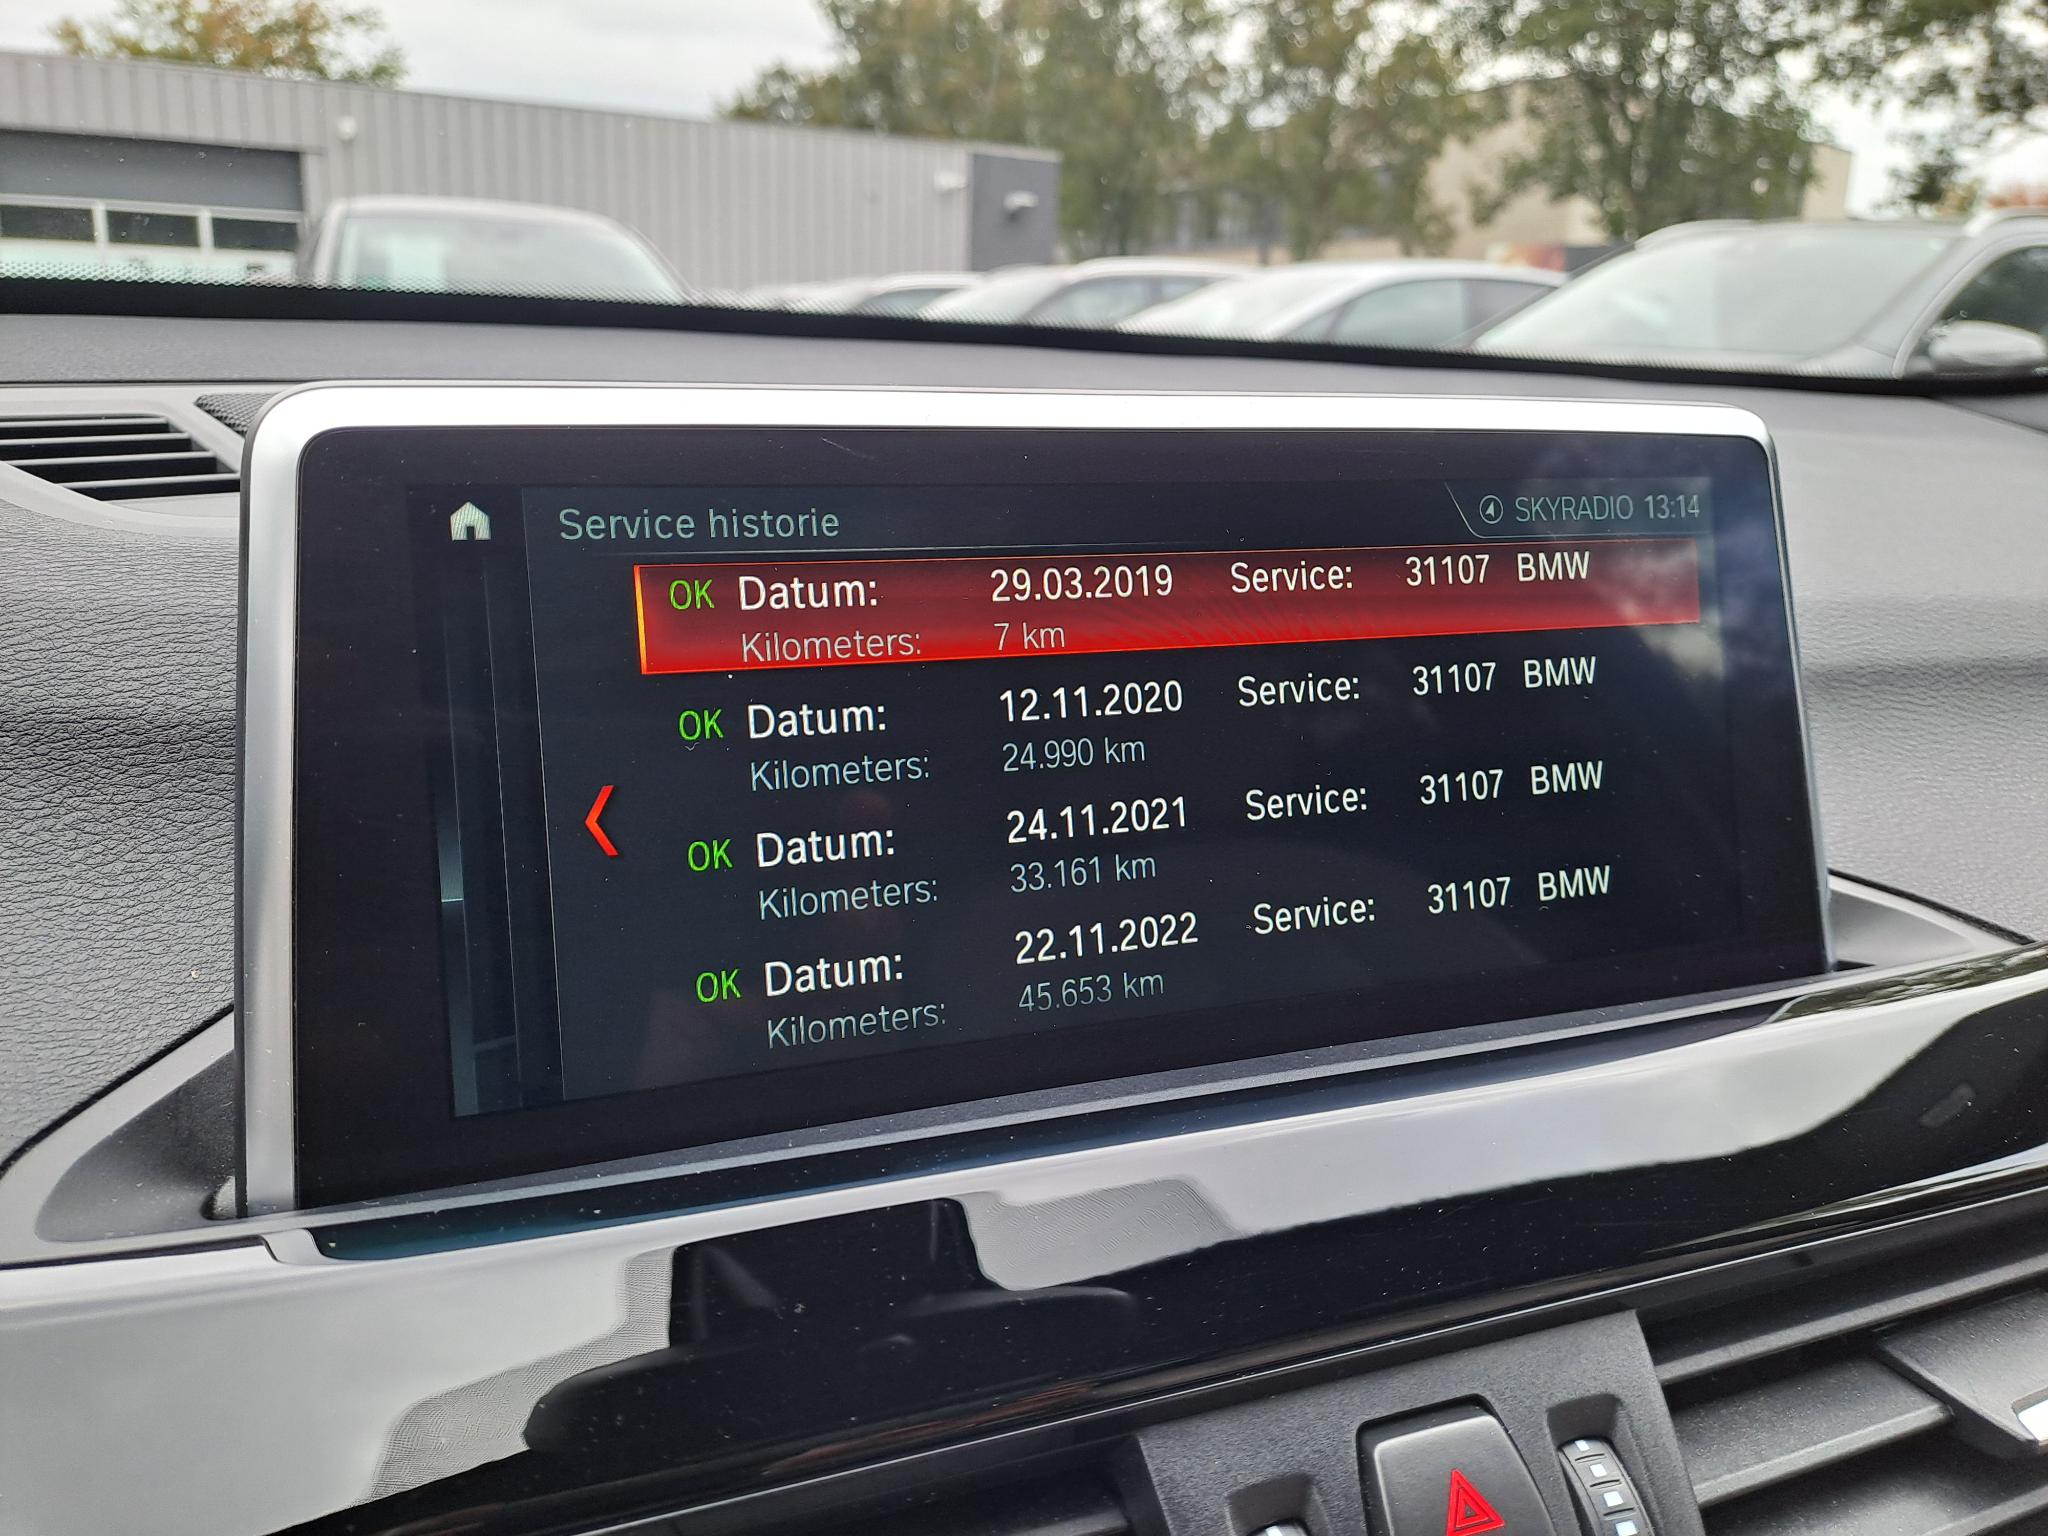 Service historie
SKYRADIO 13:14
OK Datum: 29.03.2019 Service: 31107 BMW
Kilometers: 7 km
OK Datum: 12.11.2020 Service: 31107 BMW
Kilometers: 24.990 km
OK Datum: 24.11.2021 Service: 31107 BMW
Kilometers: 33.161 km
OK Datum: 22.11.2022 Service: 31107 BMW
Kilometers: 45.653 km